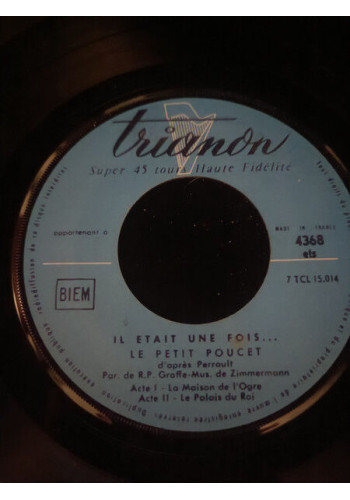 trianon
Super 45 tours Haute Fidélité
appartenant à
MADE IN FRANCE
4368
ets
7 TCL 15.014
BIEM
IL ETAIT UNE FOIS...
LE PETIT POUCET
d'après Perrault
Par. de R.P. Groffe-Mus. de Zimmermann
Acte I - La Maison de l'Ogre
Acte II - Le Palais du Roi